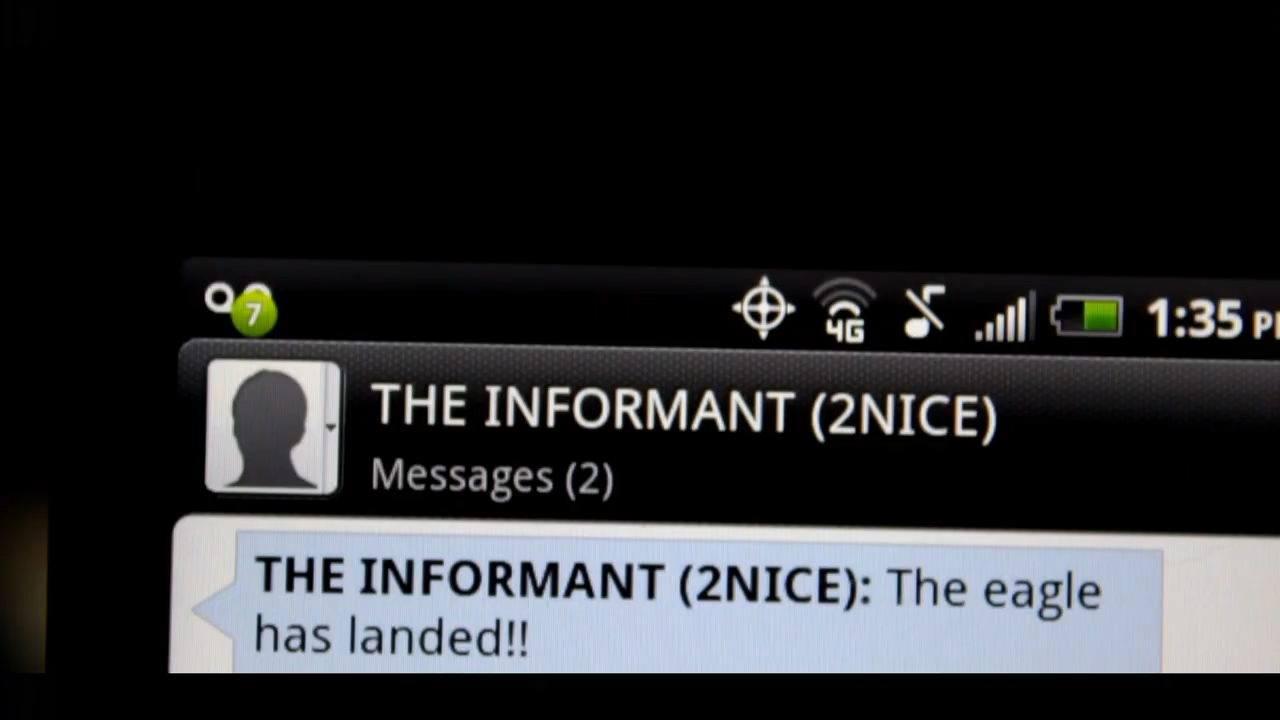 7 4G 1:35
THE INFORMANT (2NICE)
Messages (2)
THE INFORMANT (2NICE): The eagle
has landed!!